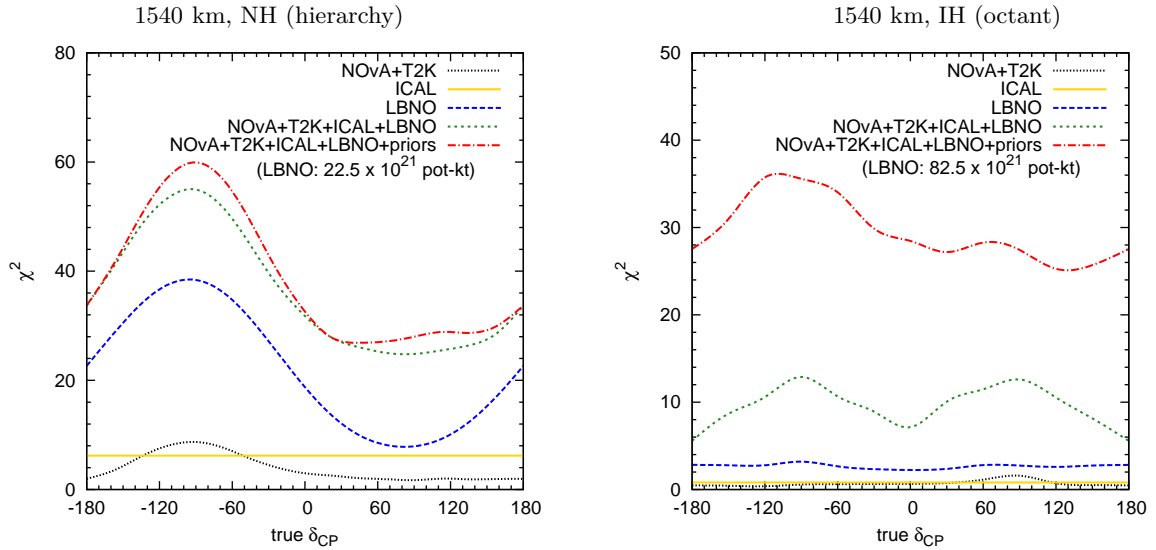 1540 km, NH (hierarchy)
80
60
40
20
0
χ²
-180 -120 -60 0 60 120 180
true δCP
NOvA+T2K
ICAL
LBNO
NOvA+T2K+ICAL+LBNO
NOvA+T2K+ICAL+LBNO+priors
(LBNO: 22.5 x 10²¹ pot-kt)
1540 km, IH (octant)
50
40
30
20
10
0
χ²
-180 -120 -60 0 60 120 180
true δCP
NOvA+T2K
ICAL
LBNO
NOvA+T2K+ICAL+LBNO
NOvA+T2K+ICAL+LBNO+priors
(LBNO: 82.5 x 10²¹ pot-kt)